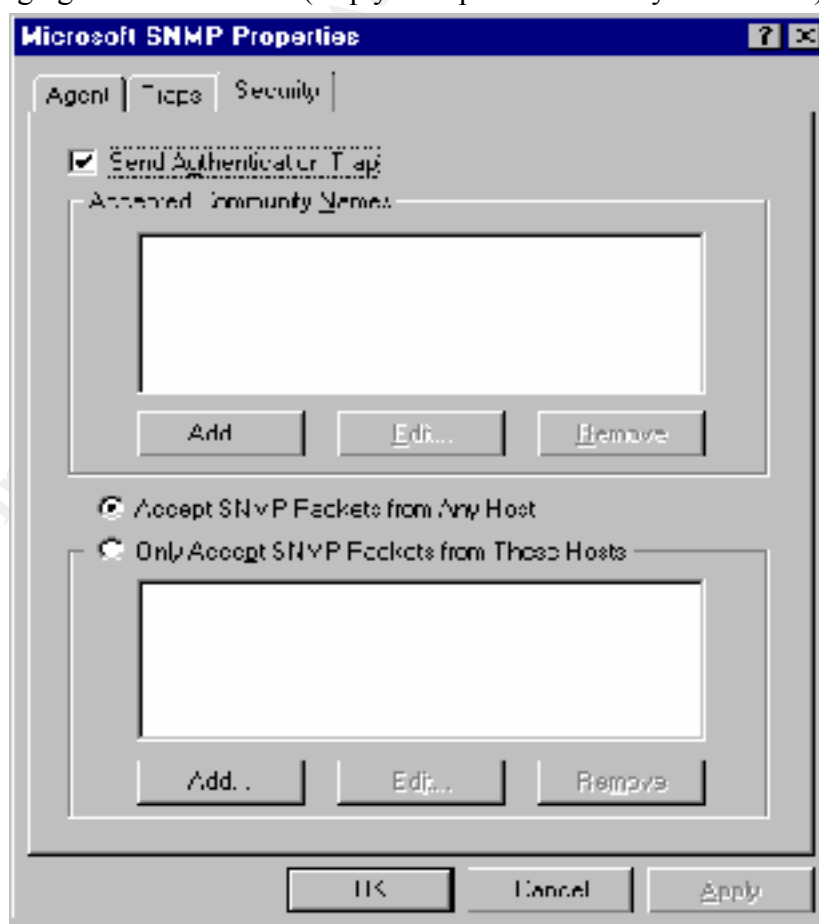 Microsoft SNMP Properties
Agent Traps Security
Send Authentication Trap
Accepted Community Names
Add Edit... Remove
Accept SNMP Packets from Any Host
Only Accept SNMP Packets from These Hosts
Add... Edit... Remove
OK Cancel Apply